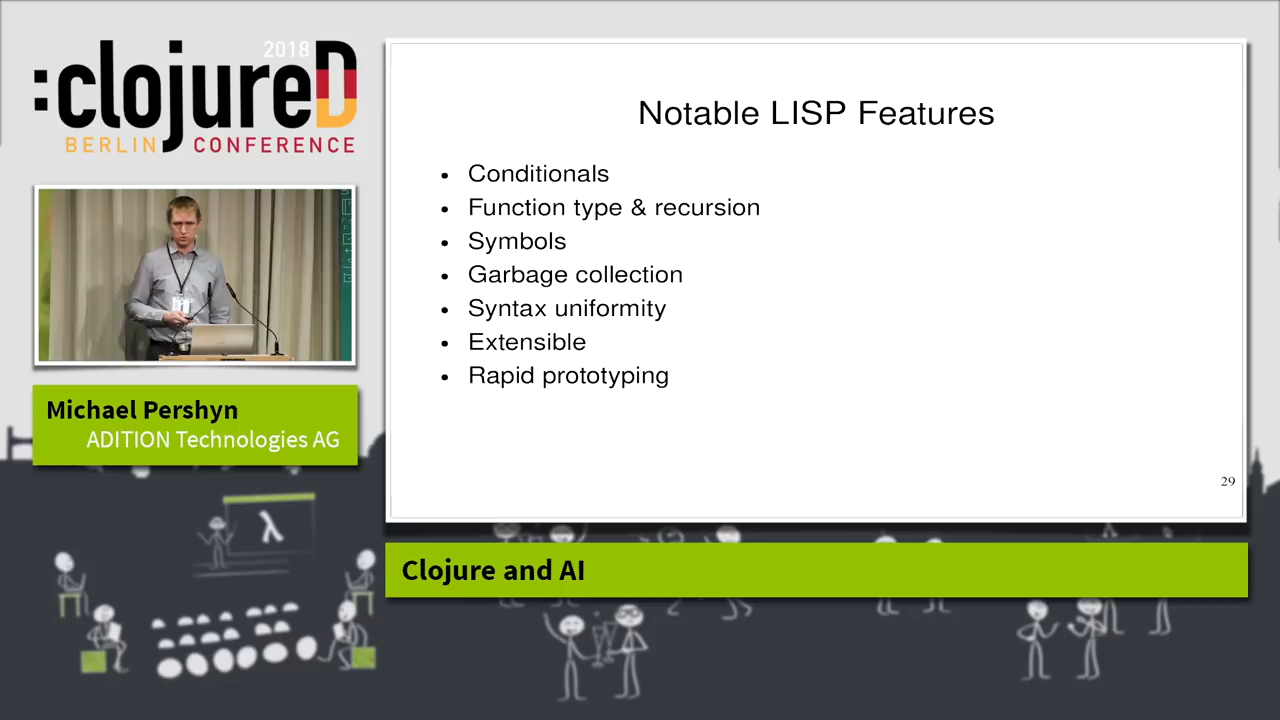 2018
:clojureD
BERLIN CONFERENCE
Notable LISP Features
• Conditionals
• Function type & recursion
• Symbols
• Garbage collection
• Syntax uniformity
• Extensible
• Rapid prototyping
29
Michael Pershyn
ADITION Technologies AG
Clojure and AI
λ